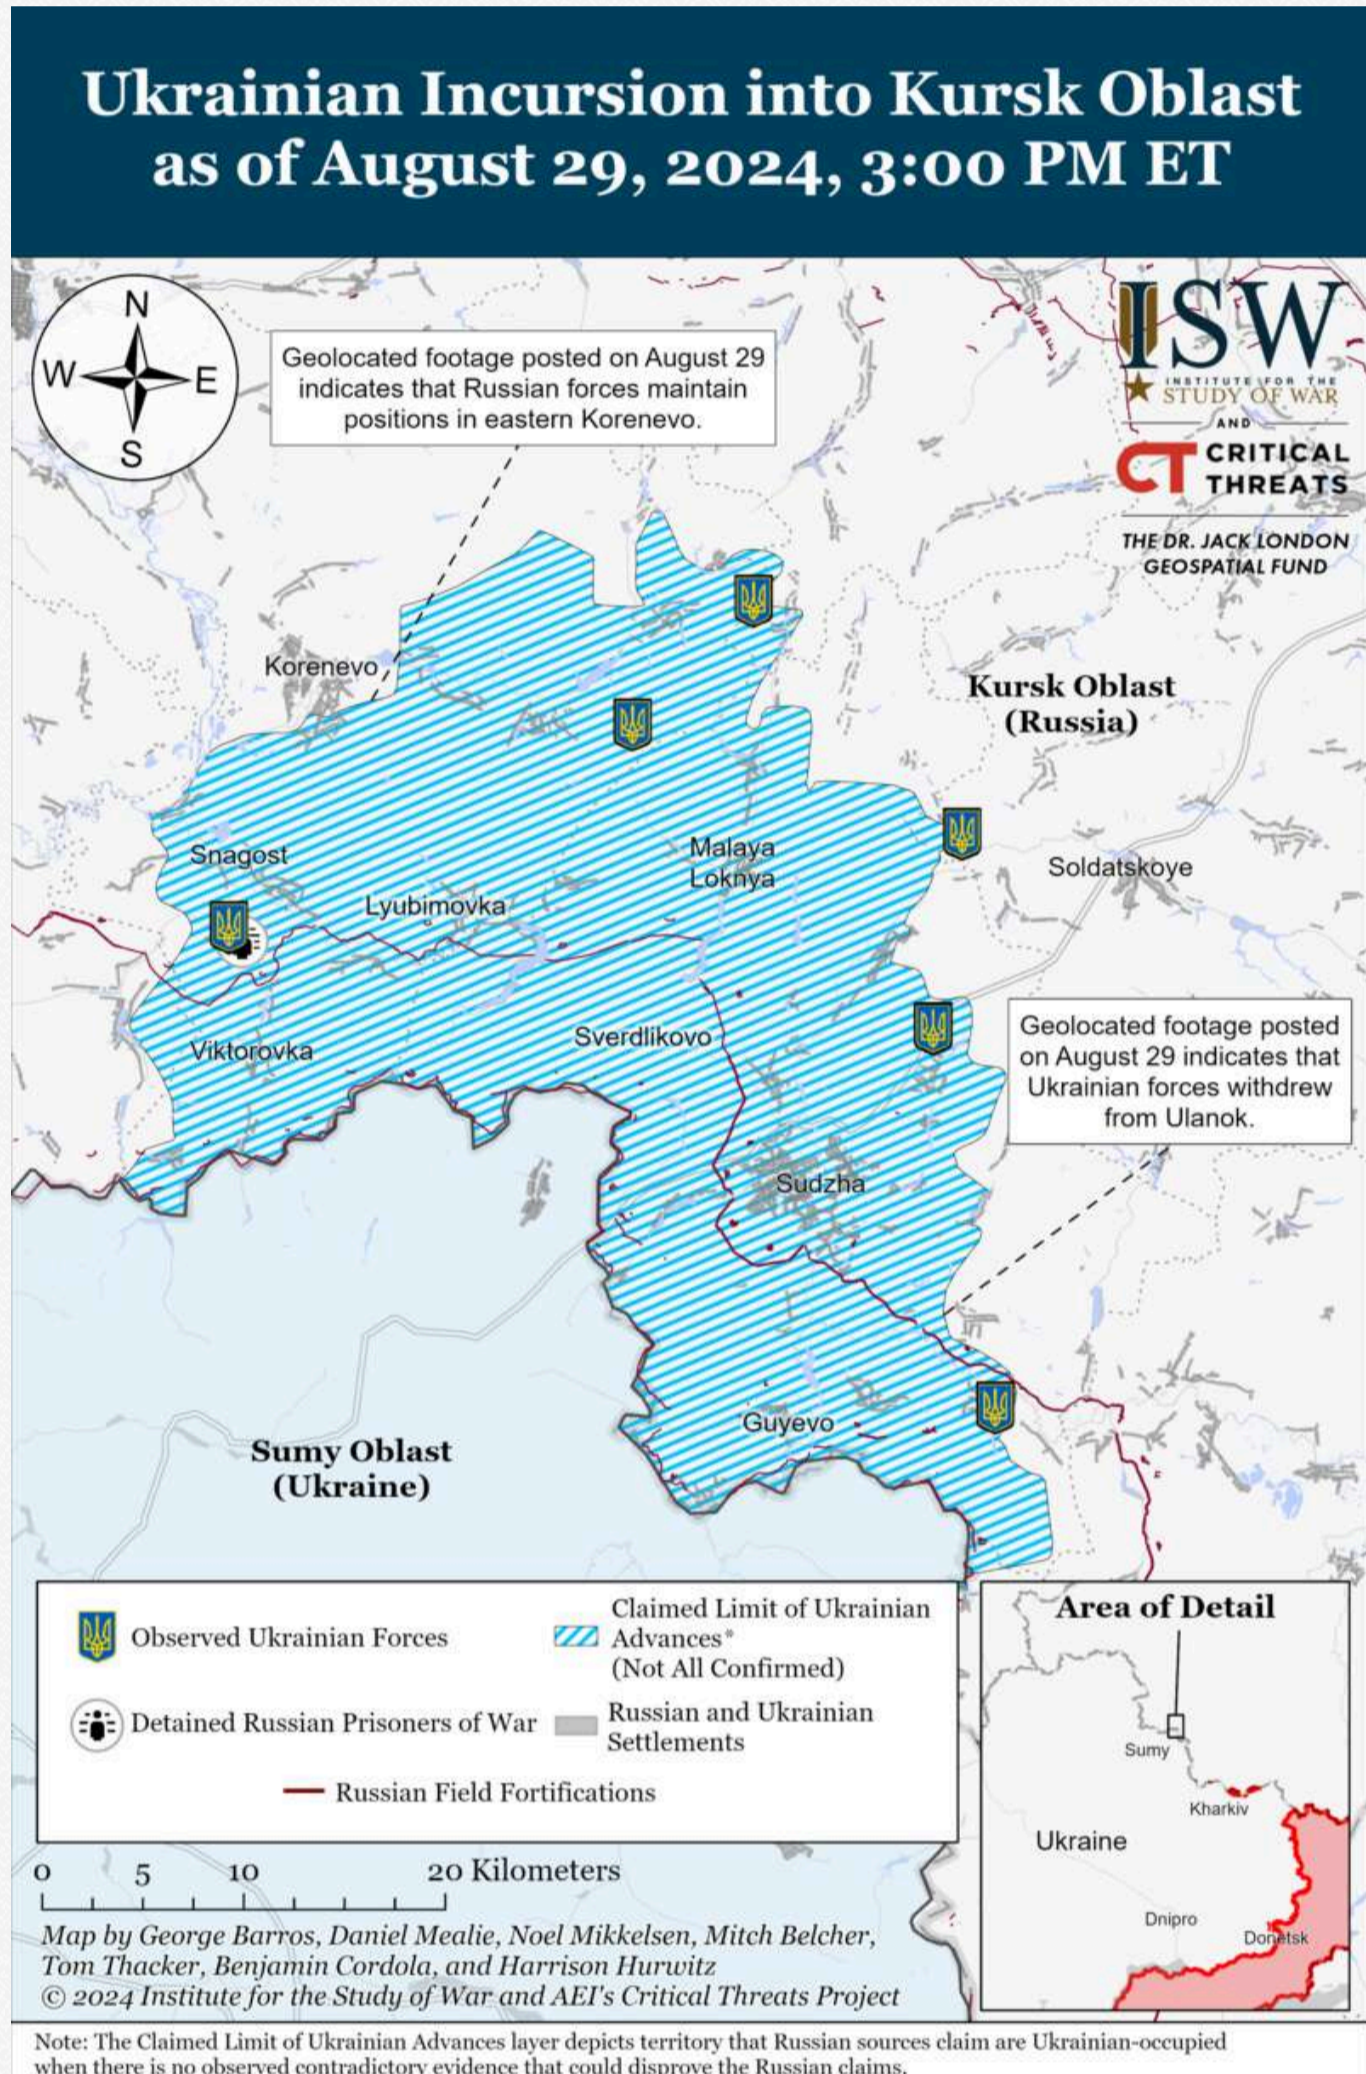 Ukrainian Incursion into Kursk Oblast
as of August 29, 2024, 3:00 PM ET
N
W
E
S
Geolocated footage posted on August 29
indicates that Russian forces maintain
positions in eastern Korenevo.
ISW
INSTITUTE FOR THE
STUDY OF WAR
AND
CT CRITICAL
THREATS
THE DR. JACK LONDON
GEOSPATIAL FUND
Korenevo
Kursk Oblast
(Russia)
Snagost
Malaya
Loknya
Soldatskoye
Lyubimovka
Viktorovka
Sverdlikovo
Geolocated footage posted
on August 29 indicates that
Ukrainian forces withdrew
from Ulanok.
Sudzha
Guyevo
Sumy Oblast
(Ukraine)
Observed Ukrainian Forces
Claimed Limit of Ukrainian
Advances*
(Not All Confirmed)
Detained Russian Prisoners of War
Russian and Ukrainian
Settlements
Russian Field Fortifications
Area of Detail
Sumy
Kharkiv
Ukraine
Dnipro
Donetsk
0 5 10 20 Kilometers
Map by George Barros, Daniel Mealie, Noel Mikkelsen, Mitch Belcher,
Tom Thacker, Benjamin Cordola, and Harrison Hurwitz
© 2024 Institute for the Study of War and AEI's Critical Threats Project
Note: The Claimed Limit of Ukrainian Advances layer depicts territory that Russian sources claim are Ukrainian-occupied
when there is no observed contradictory evidence that could disprove the Russian claims.